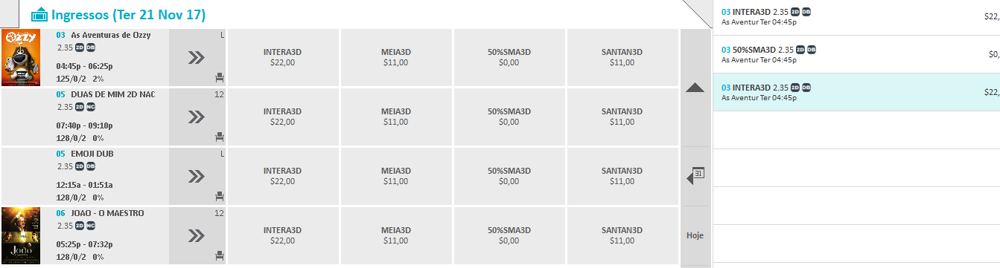 Ingressos (Ter 21 Nov 17)
OZZY
03 As Aventuras de Ozzy L
2.35 2D DB
04:45p - 06:25p
125/0/2 2%
INTERA3D
$22,00
MEIA3D
$11,00
50%SMA3D
$0,00
SANTAN3D
$11,00
05 DUAS DE MIM 2D NAC 12
2.35 2D NC
07:40p - 09:10p
128/0/2 0%
INTERA3D
$22,00
MEIA3D
$11,00
50%SMA3D
$0,00
SANTAN3D
$11,00
05 EMOJI DUB L
2.35 2D DB
12:15a - 01:51a
128/0/2 0%
INTERA3D
$22,00
MEIA3D
$11,00
50%SMA3D
$0,00
SANTAN3D
$11,00
06 JOAO - O MAESTRO 12
2.35 2D NC
05:25p - 07:32p
128/0/2 0%
João
INTERA3D
$22,00
MEIA3D
$11,00
50%SMA3D
$0,00
SANTAN3D
$11,00
31
Hoje
03 INTERA3D 2.35 2D DB $22,
As Aventur Ter 04:45p
03 50%SMA3D 2.35 2D DB $0,
As Aventur Ter 04:45p
03 INTERA3D 2.35 2D DB $22,
As Aventur Ter 04:45p